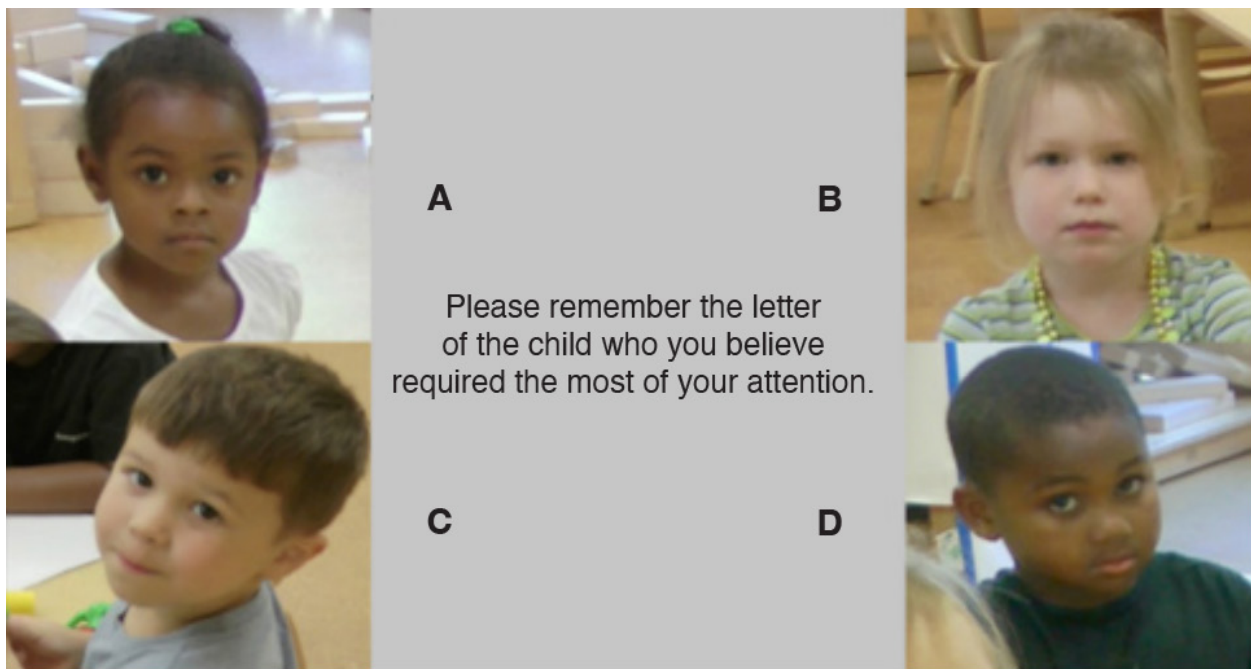 A
B
Please remember the letter
of the child who you believe
required the most of your attention.
C
D